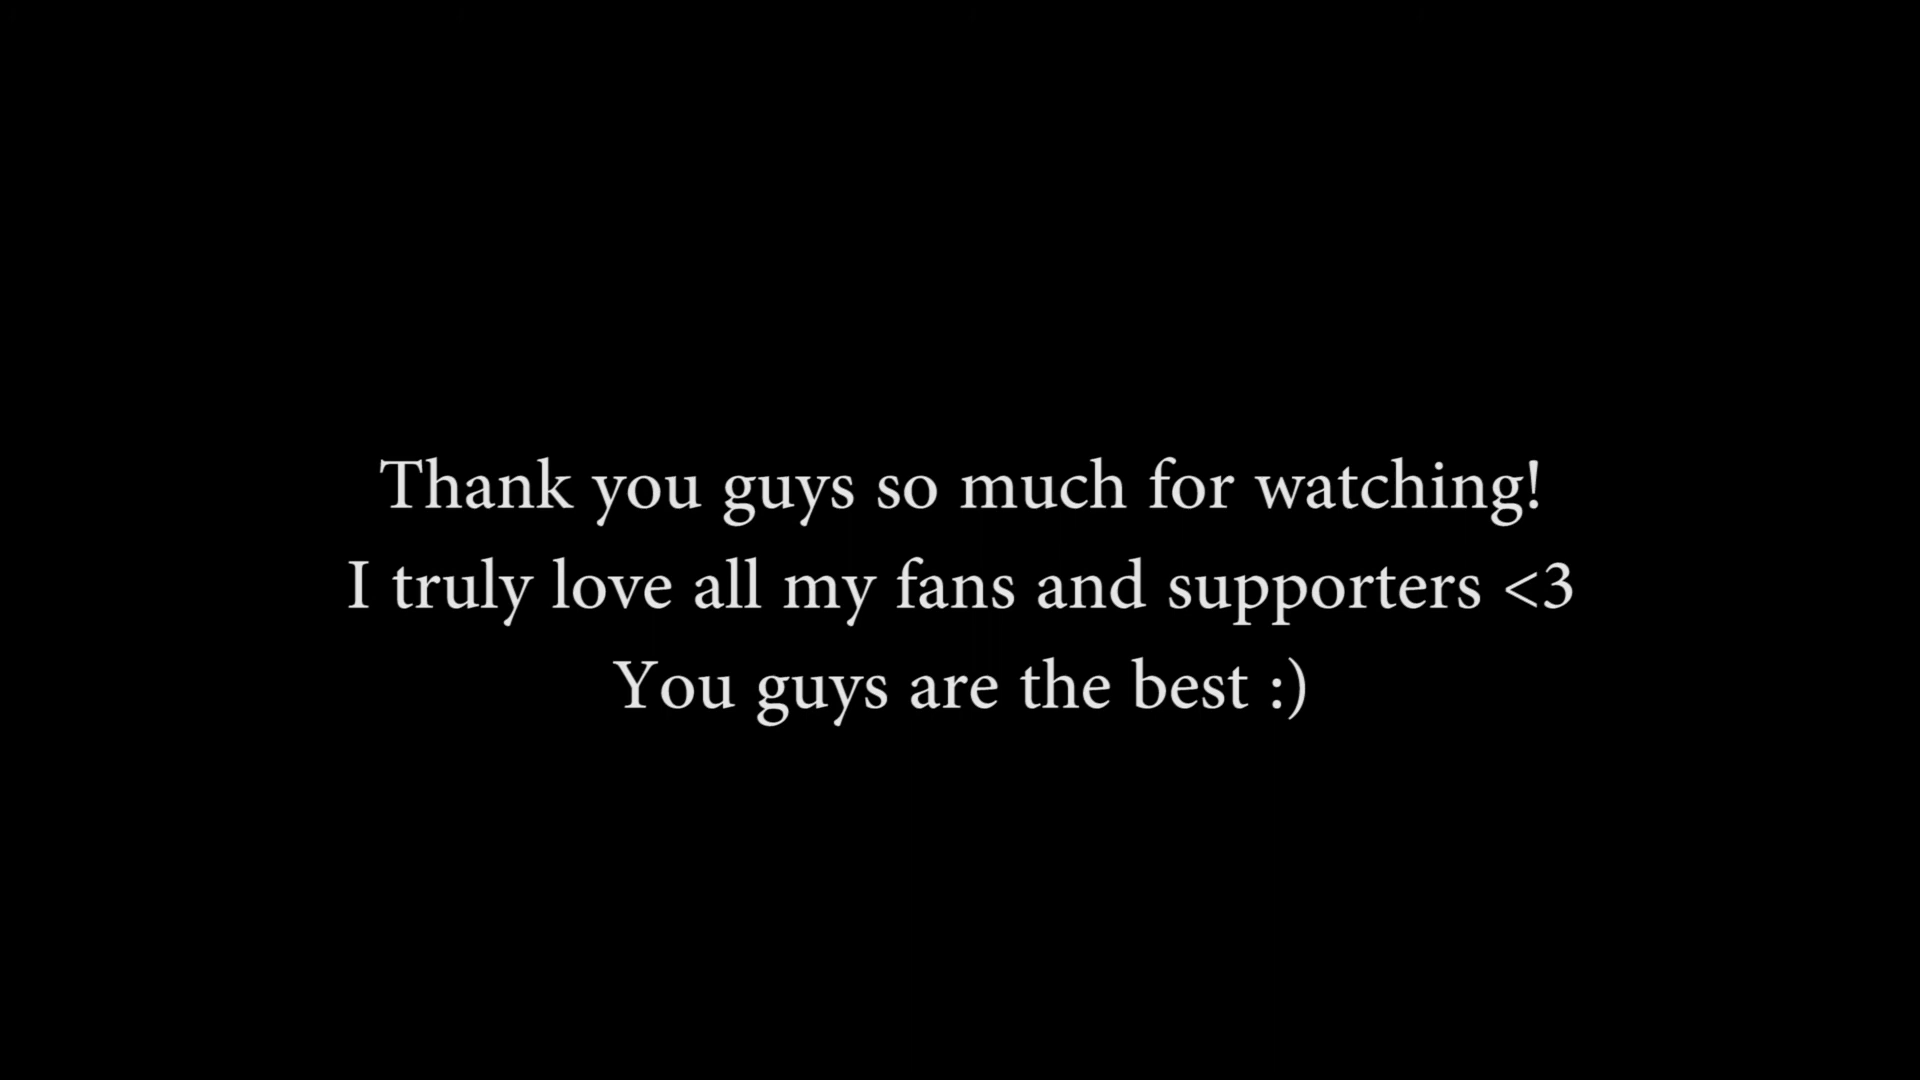 Thank you guys so much for watching!
I truly love all my fans and supporters <3
You guys are the best :)